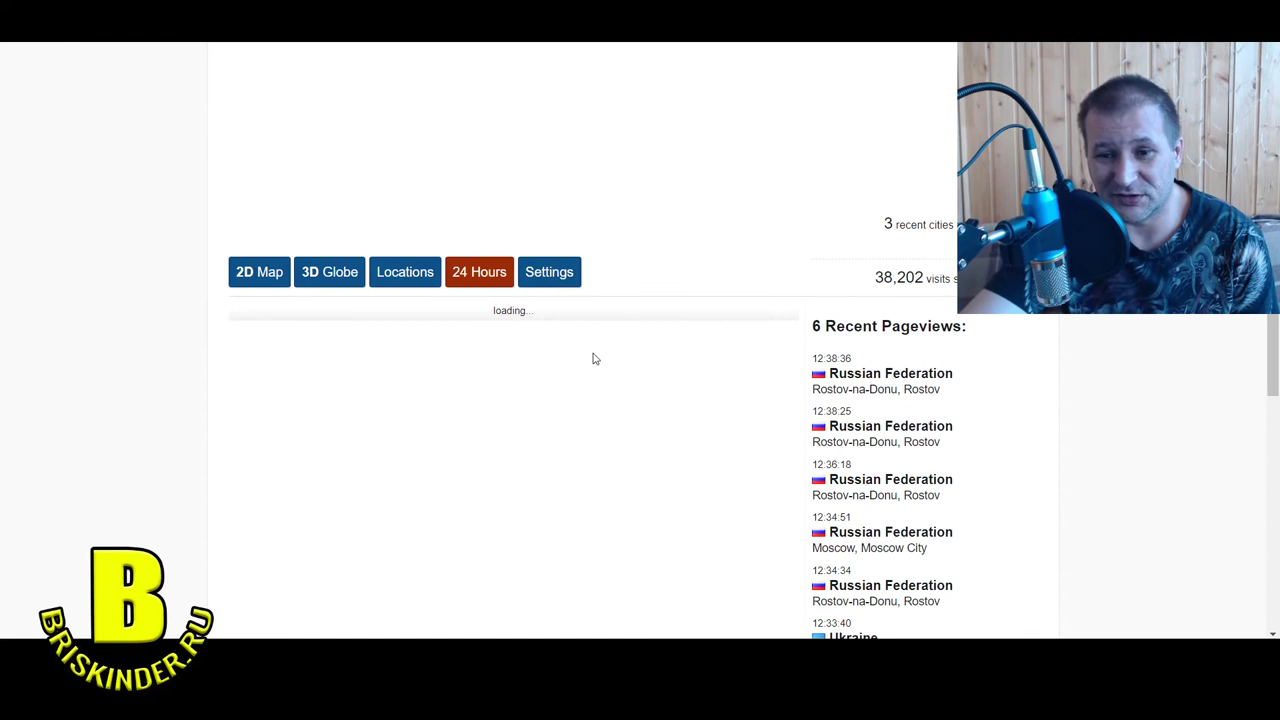 3 recent cities
2D Map 3D Globe Locations 24 Hours Settings
38,202 visits s
loading...
6 Recent Pageviews:
12:38:36
Russian Federation
Rostov-na-Donu, Rostov
12:38:25
Russian Federation
Rostov-na-Donu, Rostov
12:36:18
Russian Federation
Rostov-na-Donu, Rostov
12:34:51
Russian Federation
Moscow, Moscow City
12:34:34
Russian Federation
Rostov-na-Donu, Rostov
12:33:40
Ukraine
B
BRISKINDER.RU